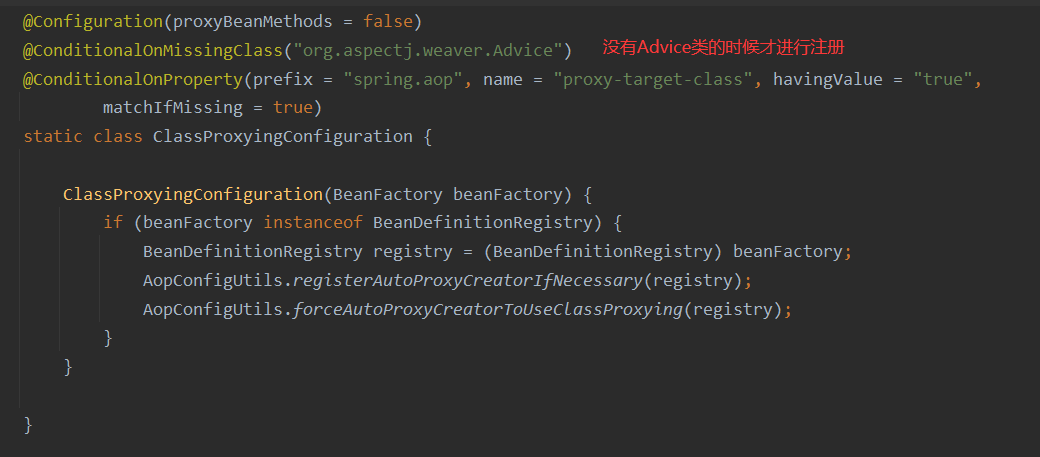 @Configuration(proxyBeanMethods = false)
@ConditionalOnMissingClass("org.aspectj.weaver.Advice") 没有Advice类的时候才进行注册
@ConditionalOnProperty(prefix = "spring.aop", name = "proxy-target-class", havingValue = "true",
matchIfMissing = true)
static class ClassProxyingConfiguration {
ClassProxyingConfiguration(BeanFactory beanFactory) {
if (beanFactory instanceof BeanDefinitionRegistry) {
BeanDefinitionRegistry registry = (BeanDefinitionRegistry) beanFactory;
AopConfigUtils.registerAutoProxyCreatorIfNecessary(registry);
AopConfigUtils.forceAutoProxyCreatorToUseClassProxying(registry);
}
}
}